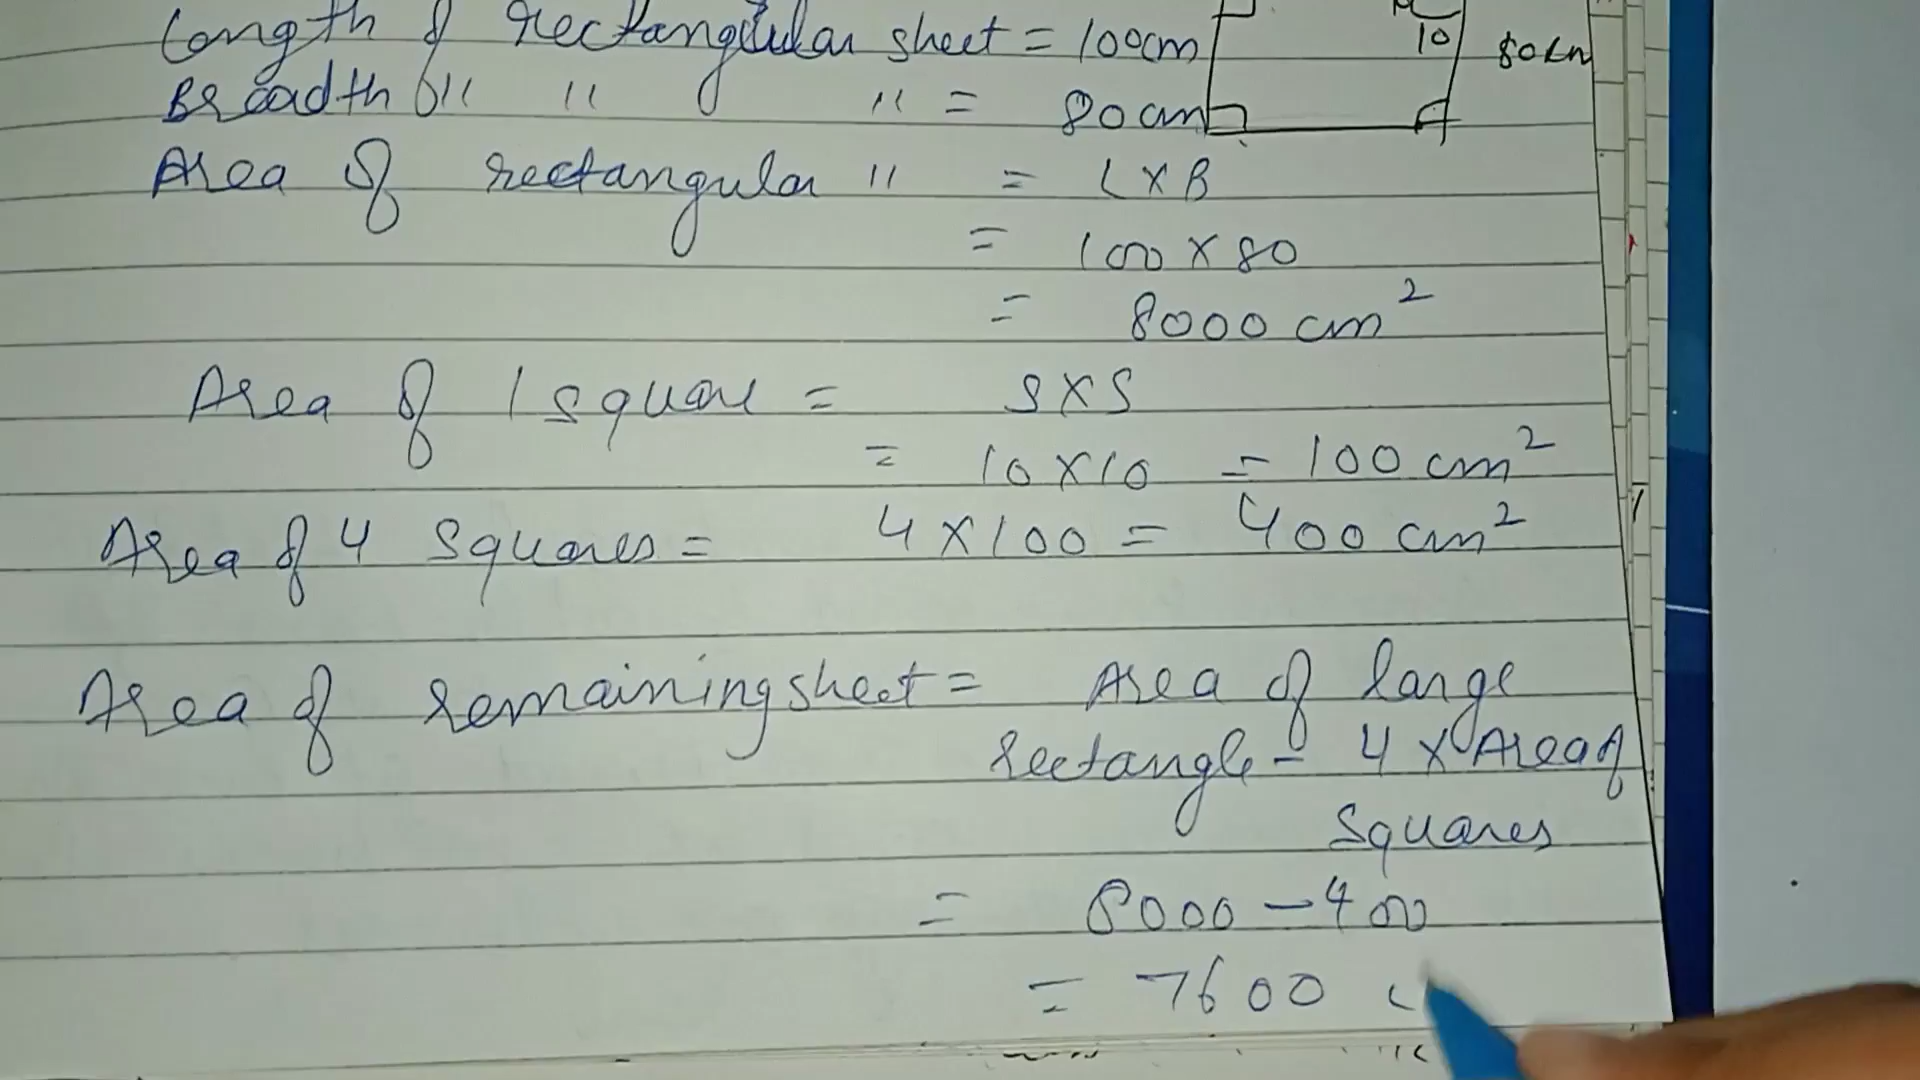 Length of rectangular sheet = 100cm
10
80cm
Breadth of " " " = 80cm
Area of rectangular " = L X B
= 100 X 80
= 8000 cm²
Area of 1 square = S X S
= 10 X 10 = 100 cm²
Area of 4 squares = 4 X 100 = 400 cm²
Area of remaining sheet = Area of large
rectangle - 4 X Area of
squares
= 8000 - 400
= 7600 c